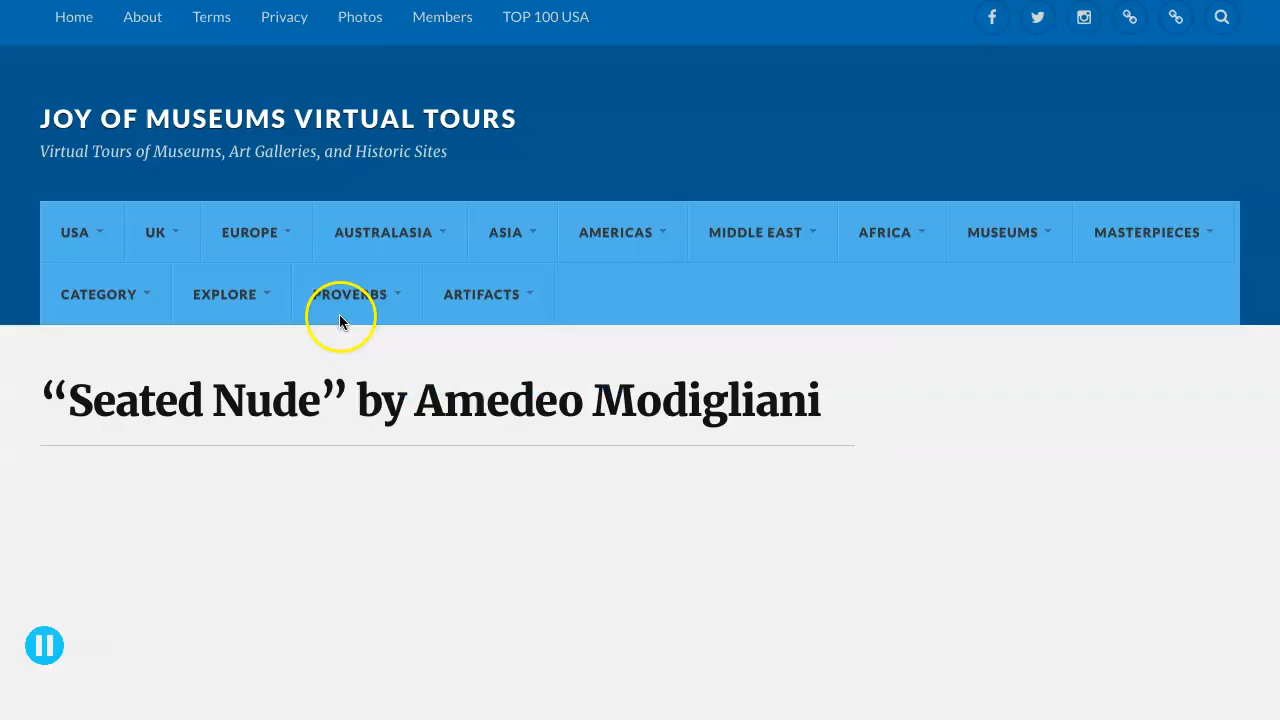 Home About Terms Privacy Photos Members TOP 100 USA
JOY OF MUSEUMS VIRTUAL TOURS
Virtual Tours of Museums, Art Galleries, and Historic Sites
USA UK EUROPE AUSTRALASIA ASIA AMERICAS MIDDLE EAST AFRICA MUSEUMS MASTERPIECES
CATEGORY EXPLORE PROVERBS ARTIFACTS
“Seated Nude” by Amedeo Modigliani